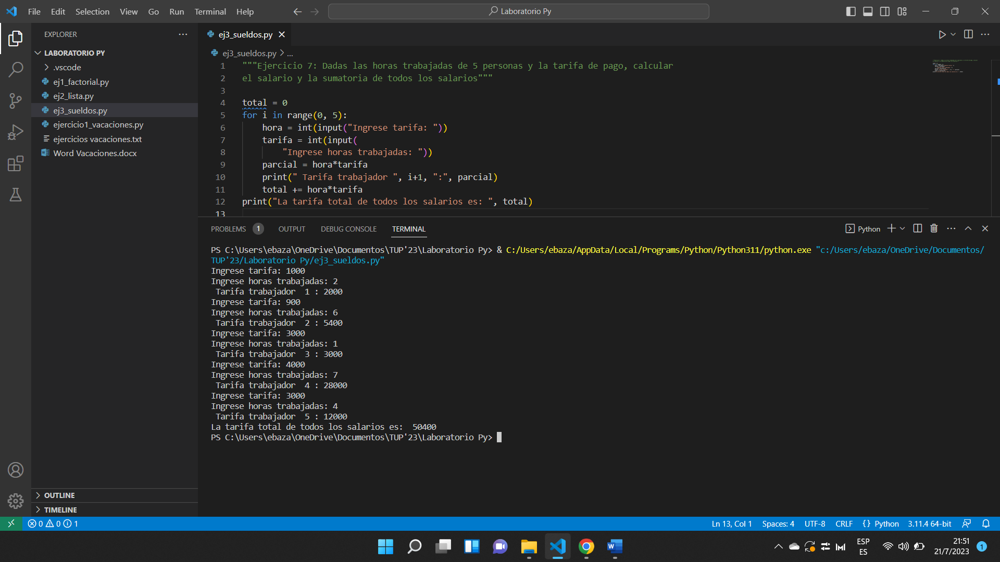 File Edit Selection View Go Run Terminal Help
Laboratorio Py
EXPLORER
LABORATORIO PY
.vscode
ej1_factorial.py
ej2_lista.py
ej3_sueldos.py
ejercicio1_vacaciones.py
ejercicios vacaciones.txt
Word Vacaciones.docx
OUTLINE
TIMELINE
ej3_sueldos.py
ej3_sueldos.py > ...
1 """Ejercicio 7: Dadas las horas trabajadas de 5 personas y la tarifa de pago, calcular
2 el salario y la sumatoria de todos los salarios"""
3
4 total = 0
5 for i in range(0, 5):
6 hora = int(input("Ingrese tarifa: "))
7 tarifa = int(input(
8 "Ingrese horas trabajadas: "))
9 parcial = hora*tarifa
10 print(" Tarifa trabajador ", i+1, ":", parcial)
11 total += hora*tarifa
12 print("La tarifa total de todos los salarios es: ", total)
13
PROBLEMS 1 OUTPUT DEBUG CONSOLE TERMINAL
Python
PS C:\Users\ebaza\OneDrive\Documentos\TUP'23\Laboratorio Py> & C:/Users/ebaza/AppData/Local/Programs/Python/Python311/python.exe "c:/Users/ebaza/OneDrive/Documentos/
TUP'23/Laboratorio Py/ej3_sueldos.py"
Ingrese tarifa: 1000
Ingrese horas trabajadas: 2
Tarifa trabajador  1 : 2000
Ingrese tarifa: 900
Ingrese horas trabajadas: 6
Tarifa trabajador  2 : 5400
Ingrese tarifa: 3000
Ingrese horas trabajadas: 1
Tarifa trabajador  3 : 3000
Ingrese tarifa: 4000
Ingrese horas trabajadas: 7
Tarifa trabajador  4 : 28000
Ingrese tarifa: 3000
Ingrese horas trabajadas: 4
Tarifa trabajador  5 : 12000
La tarifa total de todos los salarios es:  50400
PS C:\Users\ebaza\OneDrive\Documentos\TUP'23\Laboratorio Py>
0 0 1
Ln 13, Col 1 Spaces: 4 UTF-8 CRLF {} Python 3.11.4 64-bit
ESP
ES
21:51
21/7/2023
1